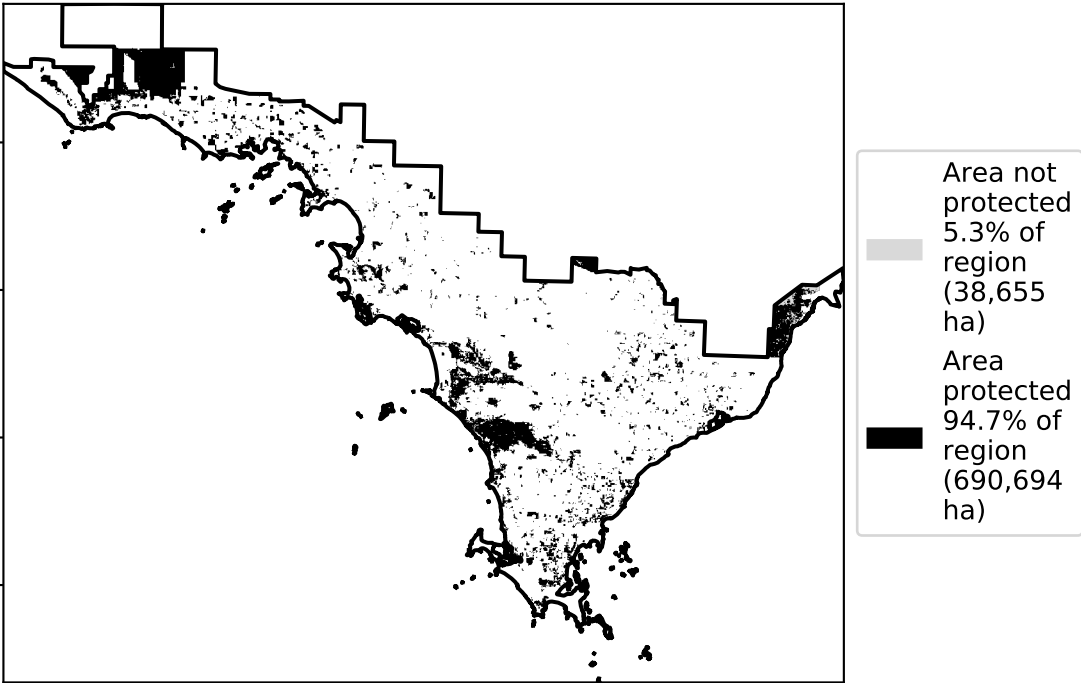 Area not
protected
5.3% of
region
(38,655
ha)
Area
protected
94.7% of
region
(690,694
ha)